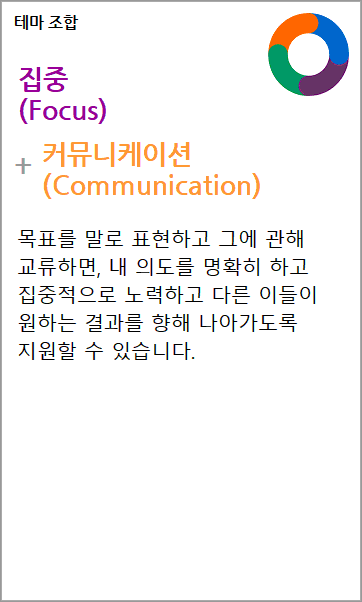 테마 조합
집중
(Focus)
+ 커뮤니케이션
(Communication)
목표를 말로 표현하고 그에 관해
교류하면, 내 의도를 명확히 하고
집중적으로 노력하고 다른 이들이
원하는 결과를 향해 나아가도록
지원할 수 있습니다.